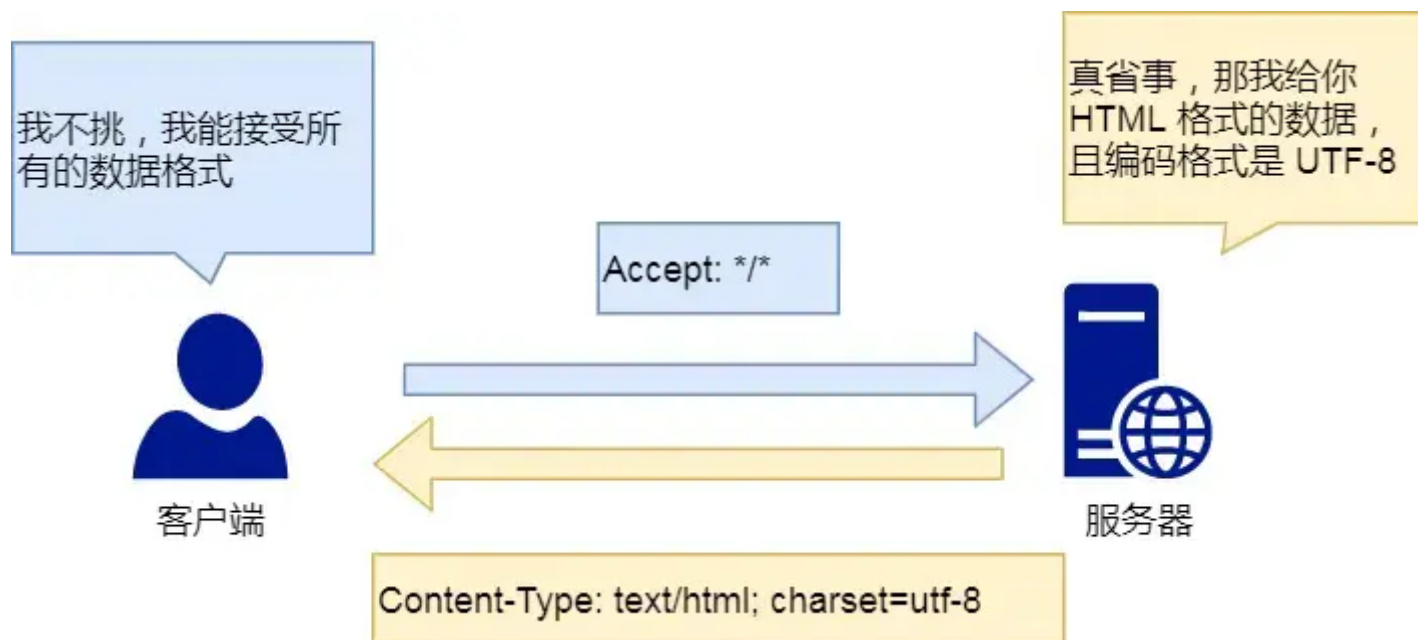 我不挑，我能接受所
有的数据格式
真省事，那我给你
HTML 格式的数据，
且编码格式是 UTF-8
Accept: */*
客户端
服务器
Content-Type: text/html; charset=utf-8